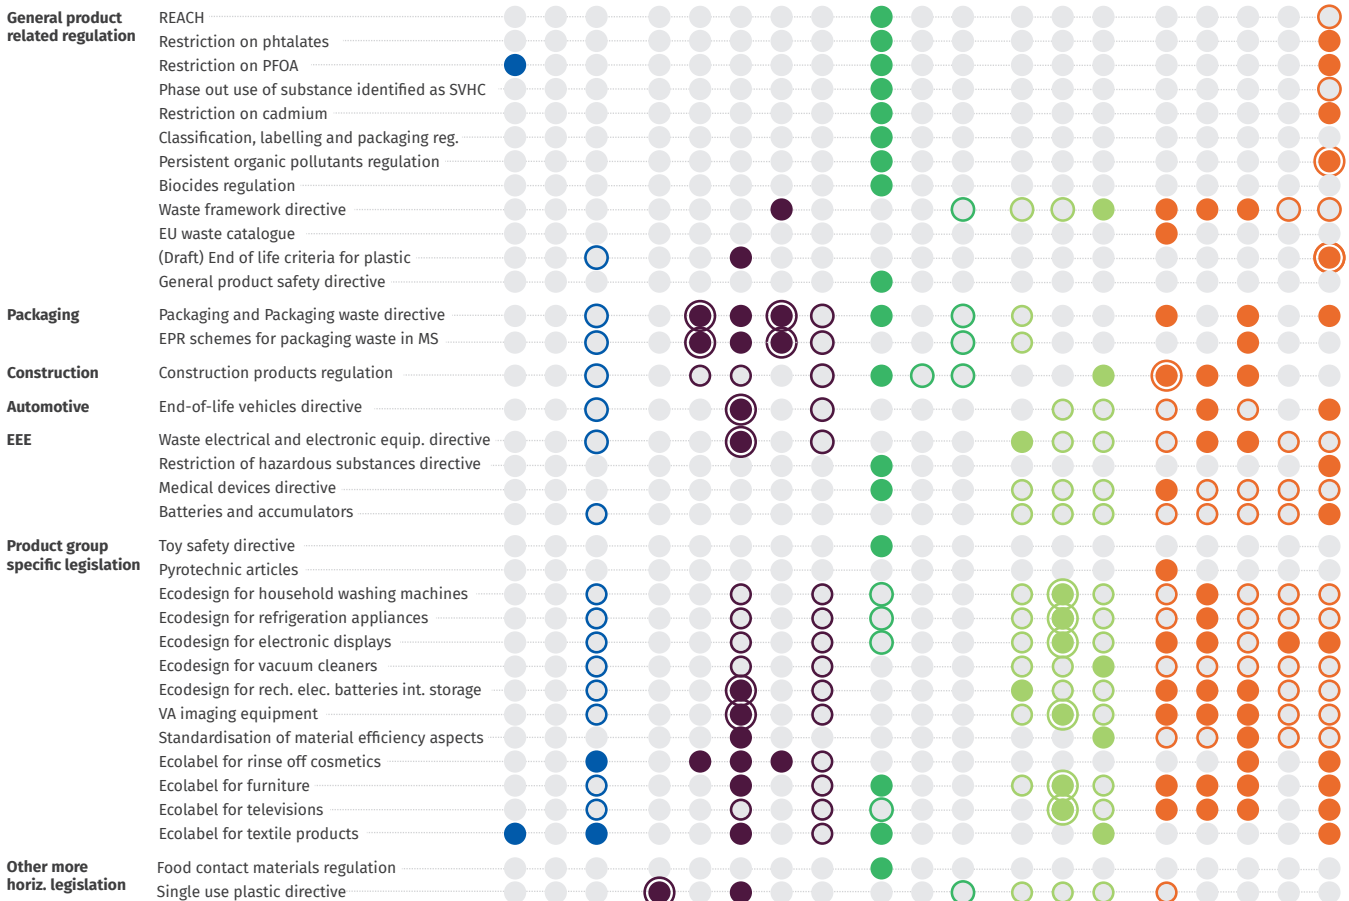 General product
related regulation
REACH
Restriction on phtalates
Restriction on PFOA
Phase out use of substance identified as SVHC
Restriction on cadmium
Classification, labelling and packaging reg.
Persistent organic pollutants regulation
Biocides regulation
Waste framework directive
EU waste catalogue
(Draft) End of life criteria for plastic
General product safety directive
Packaging
Packaging and Packaging waste directive
EPR schemes for packaging waste in MS
Construction
Construction products regulation
Automotive
End-of-life vehicles directive
EEE
Waste electrical and electronic equip. directive
Restriction of hazardous substances directive
Medical devices directive
Batteries and accumulators
Product group
specific legislation
Toy safety directive
Pyrotechnic articles
Ecodesign for household washing machines
Ecodesign for refrigeration appliances
Ecodesign for electronic displays
Ecodesign for vacuum cleaners
Ecodesign for rech. elec. batteries int. storage
VA imaging equipment
Standardisation of material efficiency aspects
Ecolabel for rinse off cosmetics
Ecolabel for furniture
Ecolabel for televisions
Ecolabel for textile products
Other more
horiz. legislation
Food contact materials regulation
Single use plastic directive